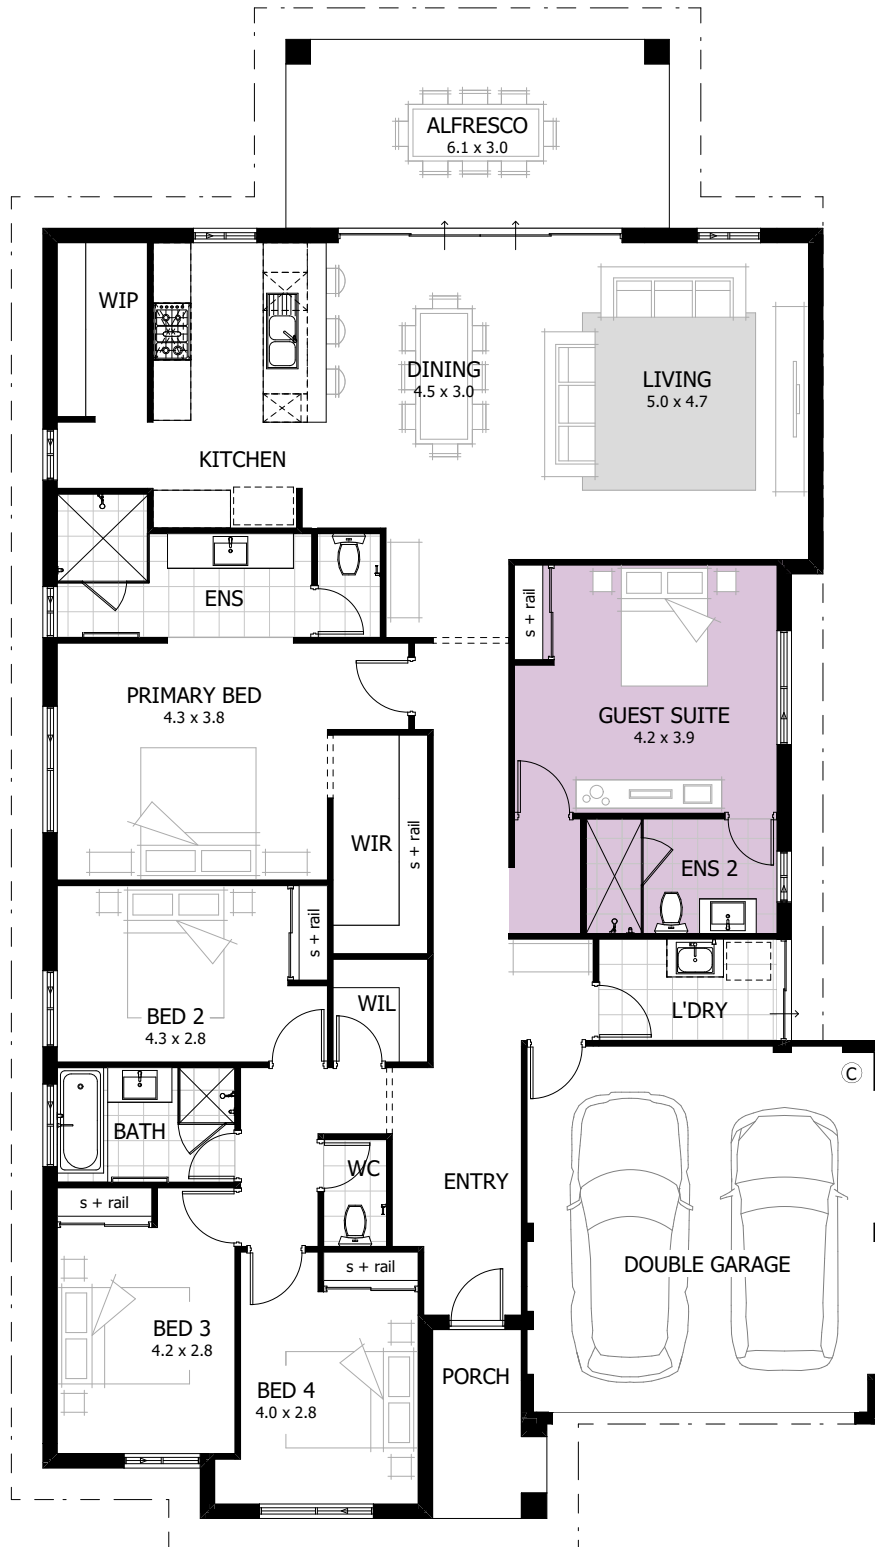 ALFRESCO
6.1 x 3.0
WIP
DINING
4.5 x 3.0
LIVING
5.0 x 4.7
KITCHEN
ENS
s + rail
PRIMARY BED
4.3 x 3.8
GUEST SUITE
4.2 x 3.9
WIR
s + rail
ENS 2
s + rail
BED 2
4.3 x 2.8
WIL
L'DRY
C
BATH
WC
ENTRY
s + rail
DOUBLE GARAGE
s + rail
BED 3
4.2 x 2.8
BED 4
4.0 x 2.8
PORCH